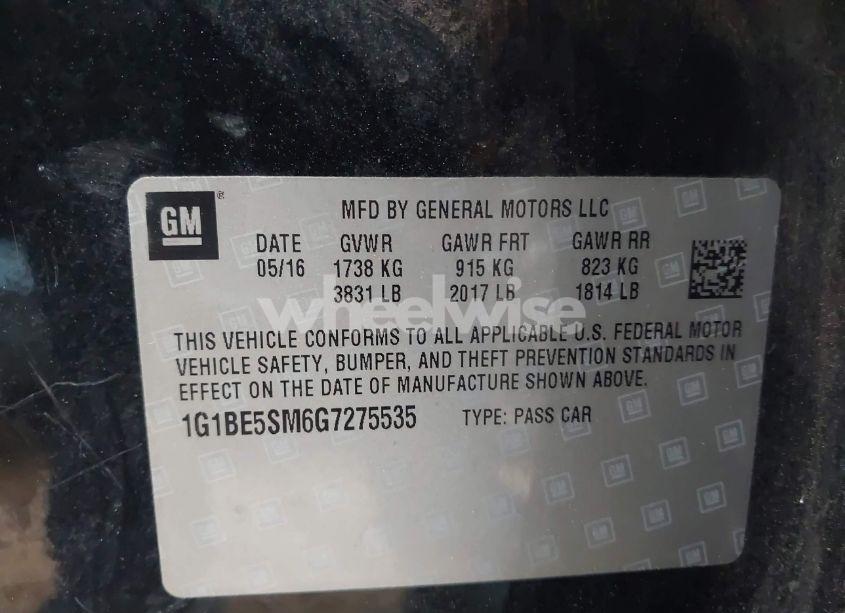 GM ®
MFD BY GENERAL MOTORS LLC
DATE GVWR GAWR FRT GAWR RR
05/16 1738 KG 915 KG 823 KG
3831 LB 2017 LB 1814 LB
wheelwise
THIS VEHICLE CONFORMS TO ALL APPLICABLE U.S. FEDERAL MOTOR
VEHICLE SAFETY, BUMPER, AND THEFT PREVENTION STANDARDS IN
EFFECT ON THE DATE OF MANUFACTURE SHOWN ABOVE.
1G1BE5SM6G7275535 TYPE: PASS CAR